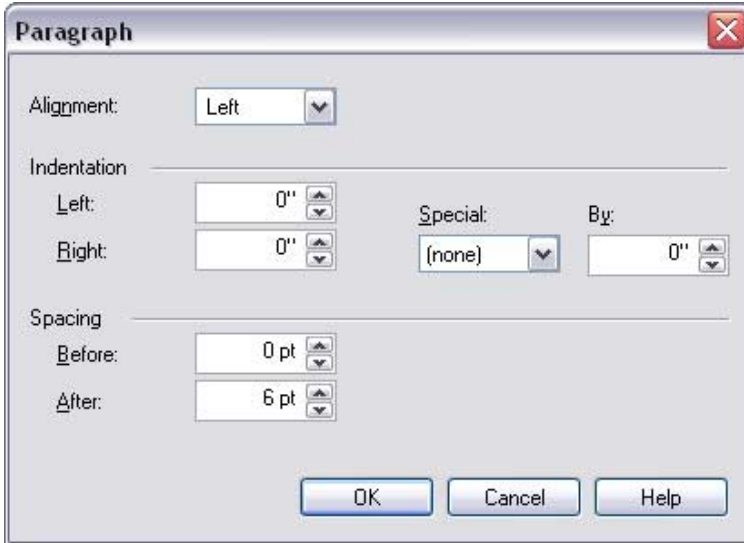 Paragraph
Alignment: Left
Indentation
Left: 0"
Special: By:
Right: 0" (none) 0"
Spacing
Before: 0 pt
After: 6 pt
OK Cancel Help